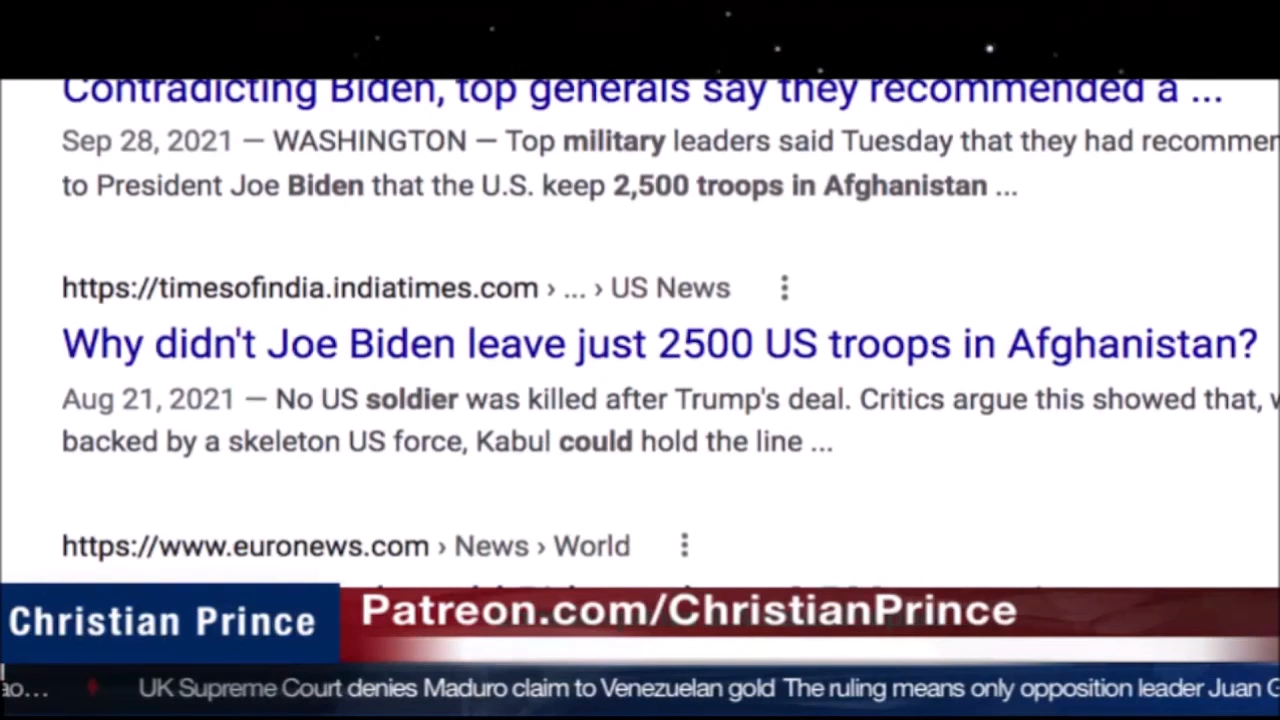 Contradicting Biden, top generals say they recommended a ...
Sep 28, 2021 — WASHINGTON — Top military leaders said Tuesday that they had
to President Joe Biden that the U.S. keep 2,500 troops in Afghanistan ...
https://timesofindia.indiatimes.com › ... › US News
Why didn't Joe Biden leave just 2500 US troops in Afghanistan?
Aug 21, 2021 — No US soldier was killed after Trump's deal. Critics argue this showed that,
backed by a skeleton US force, Kabul could hold the line ...
https://www.euronews.com › News › World
Christian Prince
Patreon.com/ChristianPrince
UK Supreme Court denies Maduro claim to Venezuelan gold The ruling means only opposition leader Juan